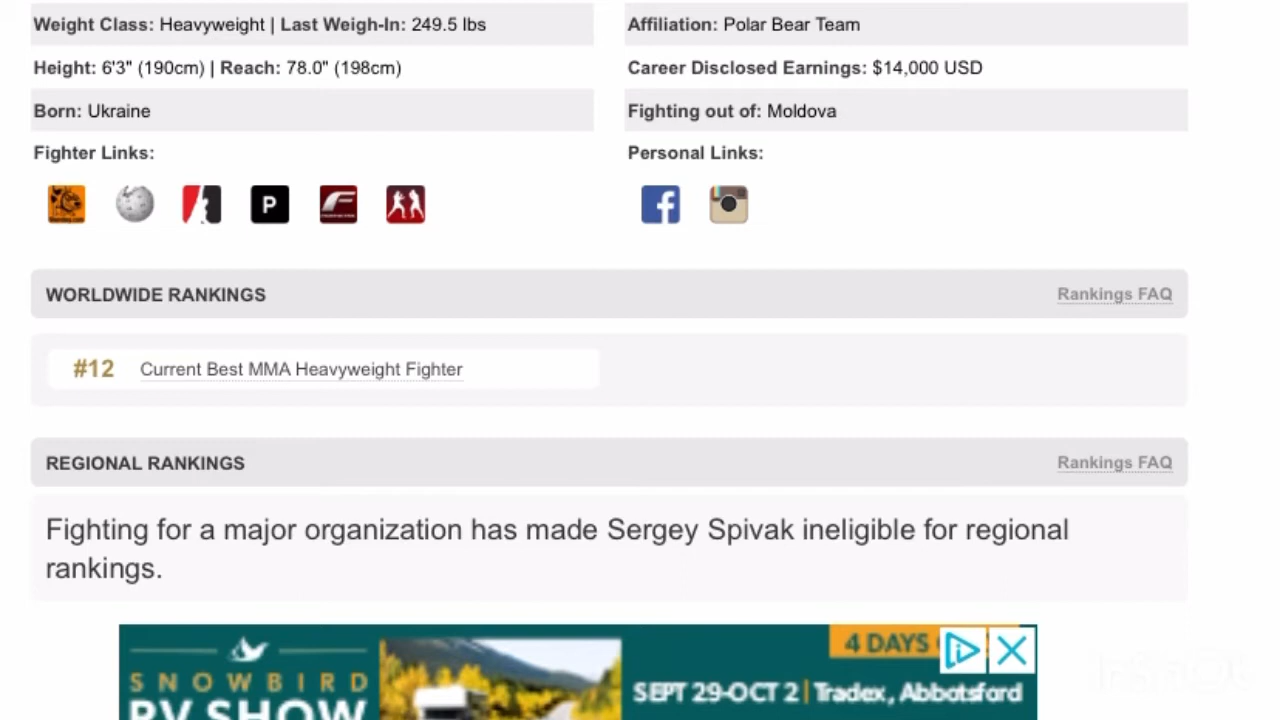 Weight Class: Heavyweight | Last Weigh-In: 249.5 lbs
Affiliation: Polar Bear Team
Height: 6'3" (190cm) | Reach: 78.0" (198cm)
Career Disclosed Earnings: $14,000 USD
Born: Ukraine
Fighting out of: Moldova
Fighter Links:
Personal Links:
P
WORLDWIDE RANKINGS
Rankings FAQ
#12 Current Best MMA Heavyweight Fighter
REGIONAL RANKINGS
Rankings FAQ
Fighting for a major organization has made Sergey Spivak ineligible for regional
rankings.
4 DAYS
SNOWBIRD
RV SHOW
SEPT 29-OCT 2 | Tradex, Abbotsford